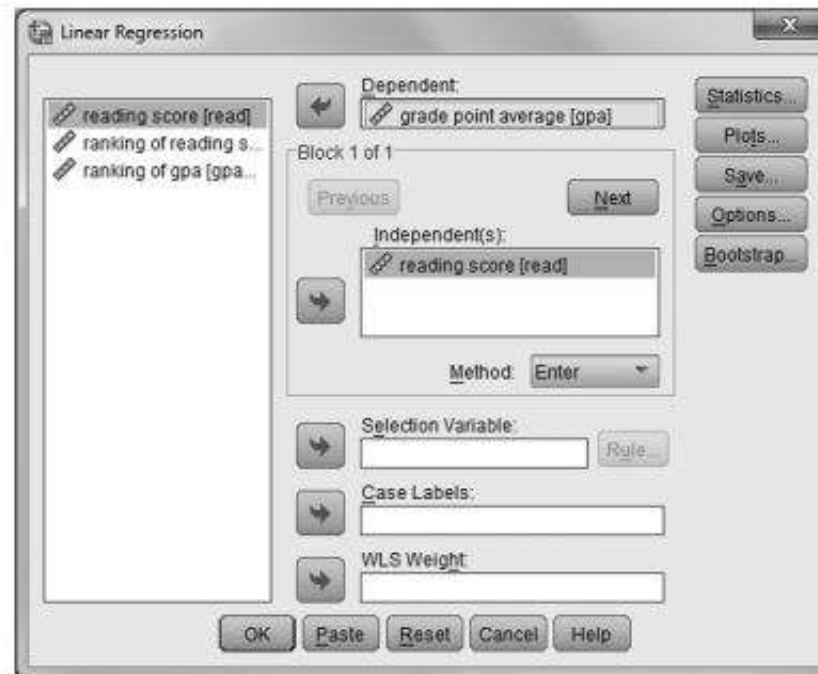 Linear Regression
reading score [read]
ranking of reading s...
ranking of gpa [gpa...
Dependent:
grade point average [gpa]
Block 1 of 1
Previous
Next
Independent(s):
reading score [read]
Method:
Enter
Selection Variable:
Rule...
Case Labels:
WLS Weight:
Statistics...
Plots...
Save...
Options...
Bootstrap...
OK
Paste
Reset
Cancel
Help